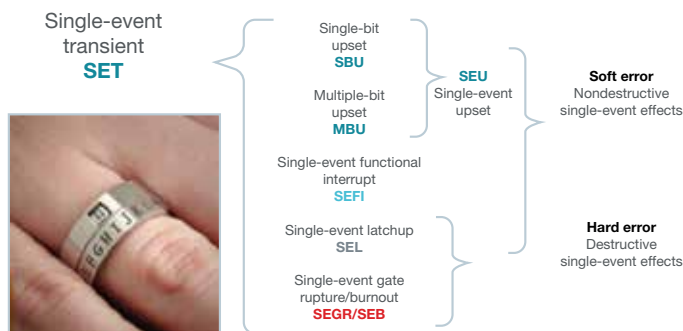 Single-event
transient
SET
Single-bit
upset
SBU
Multiple-bit
upset
MBU
SEU
Single-event
upset
Single-event functional
interrupt
SEFI
Single-event latchup
SEL
Single-event gate
rupture/burnout
SEGR/SEB
Soft error
Nondestructive
single-event effects
Hard error
Destructive
single-event effects
F G H I J